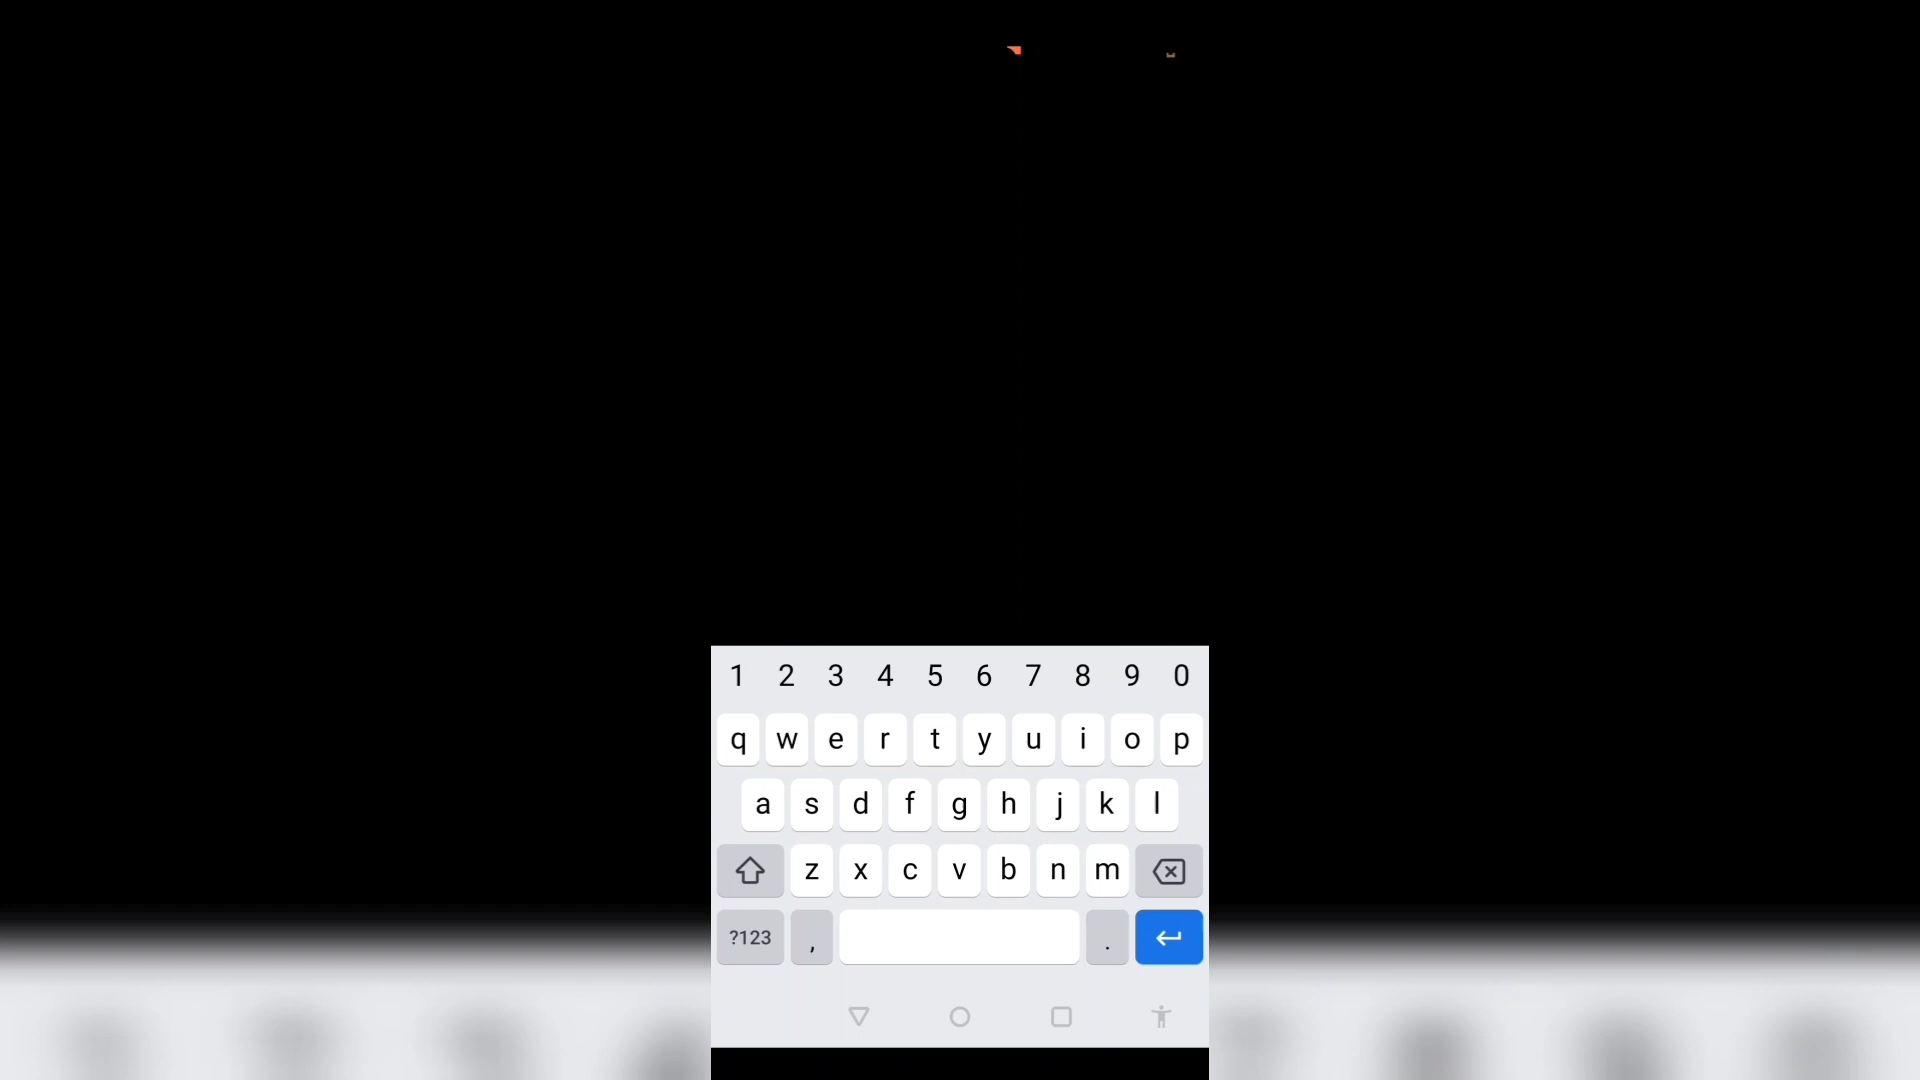 1 2 3 4 5 6 7 8 9 0
q w e r t y u i o p
a s d f g h j k l
z x c v b n m
?123 , .